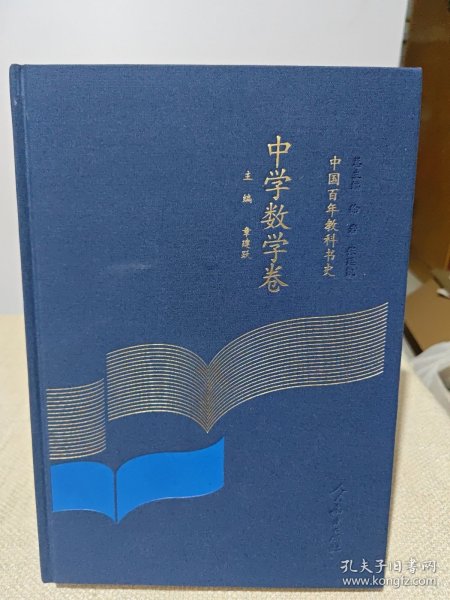 中国百年教科书史
中学数学卷
主编 章建跃
孔夫子旧书网
www.kongfz.com